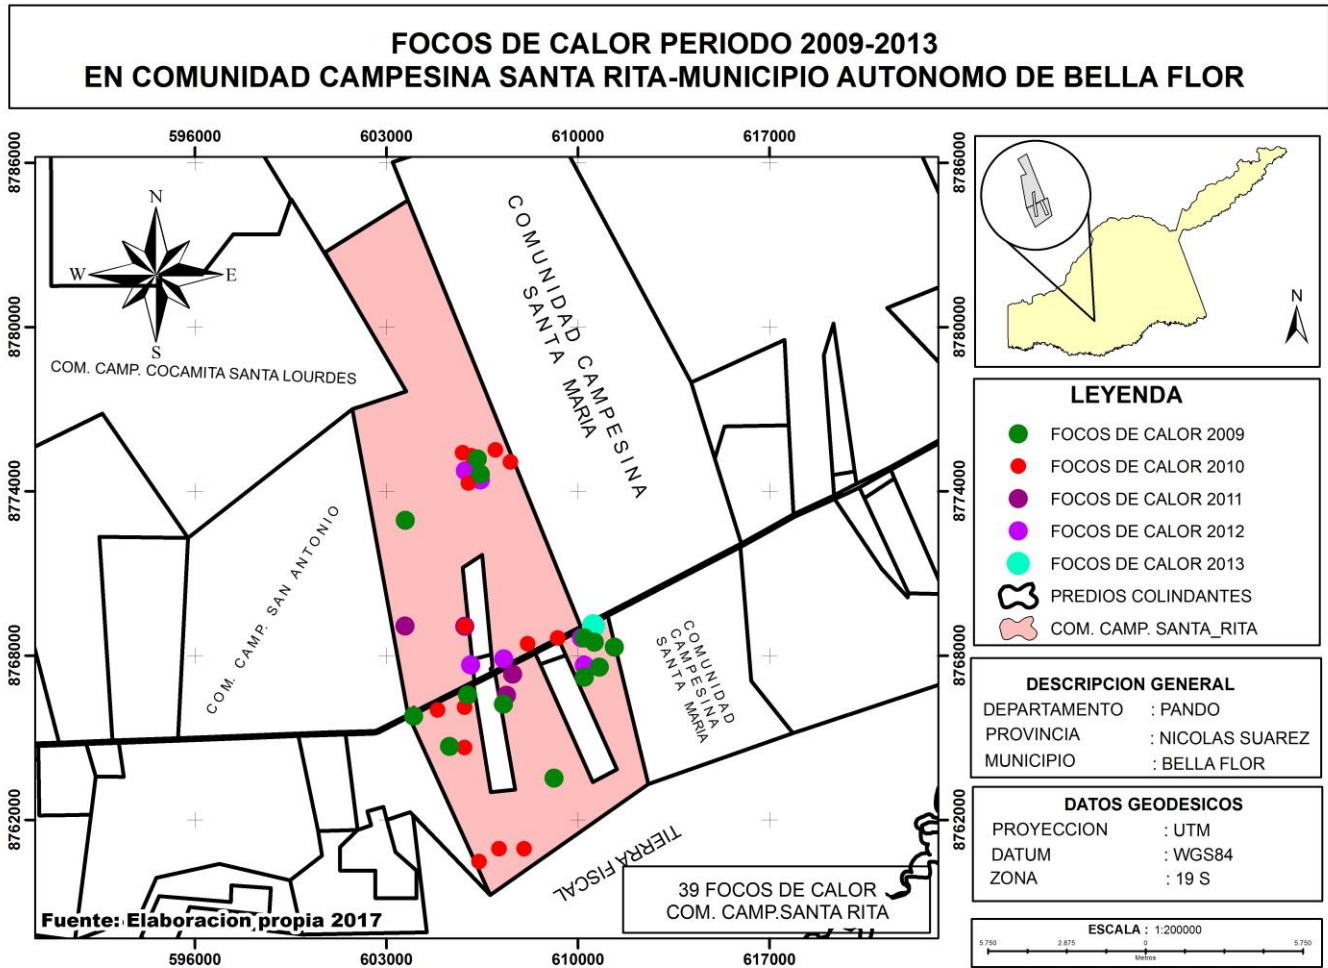 FOCOS DE CALOR PERIODO 2009-2013
EN COMUNIDAD CAMPESINA SANTA RITA-MUNICIPIO AUTONOMO DE BELLA FLOR
596000 603000 610000 617000
8786000 8786000
8780000 8780000
8774000 8774000
8768000 8768000
8762000 8762000
N
W E
S
COM. CAMP. COCAMITA SANTA LOURDES
COMUNIDAD CAMPESINA
SANTA MARIA
COM. CAMP. SAN ANTONIO
COMUNIDAD
CAMPESINA
SANTA MARIA
TIERRA FISCAL
39 FOCOS DE CALOR
COM. CAMP.SANTA RITA
Fuente: Elaboracion propia 2017
596000 603000 610000 617000
N
LEYENDA
FOCOS DE CALOR 2009
FOCOS DE CALOR 2010
FOCOS DE CALOR 2011
FOCOS DE CALOR 2012
FOCOS DE CALOR 2013
PREDIOS COLINDANTES
COM. CAMP. SANTA_RITA
DESCRIPCION GENERAL
DEPARTAMENTO : PANDO
PROVINCIA : NICOLAS SUAREZ
MUNICIPIO : BELLA FLOR
DATOS GEODESICOS
PROYECCION : UTM
DATUM : WGS84
ZONA : 19 S
ESCALA : 1:200000
5.750 2.875 0 5.750
Metros